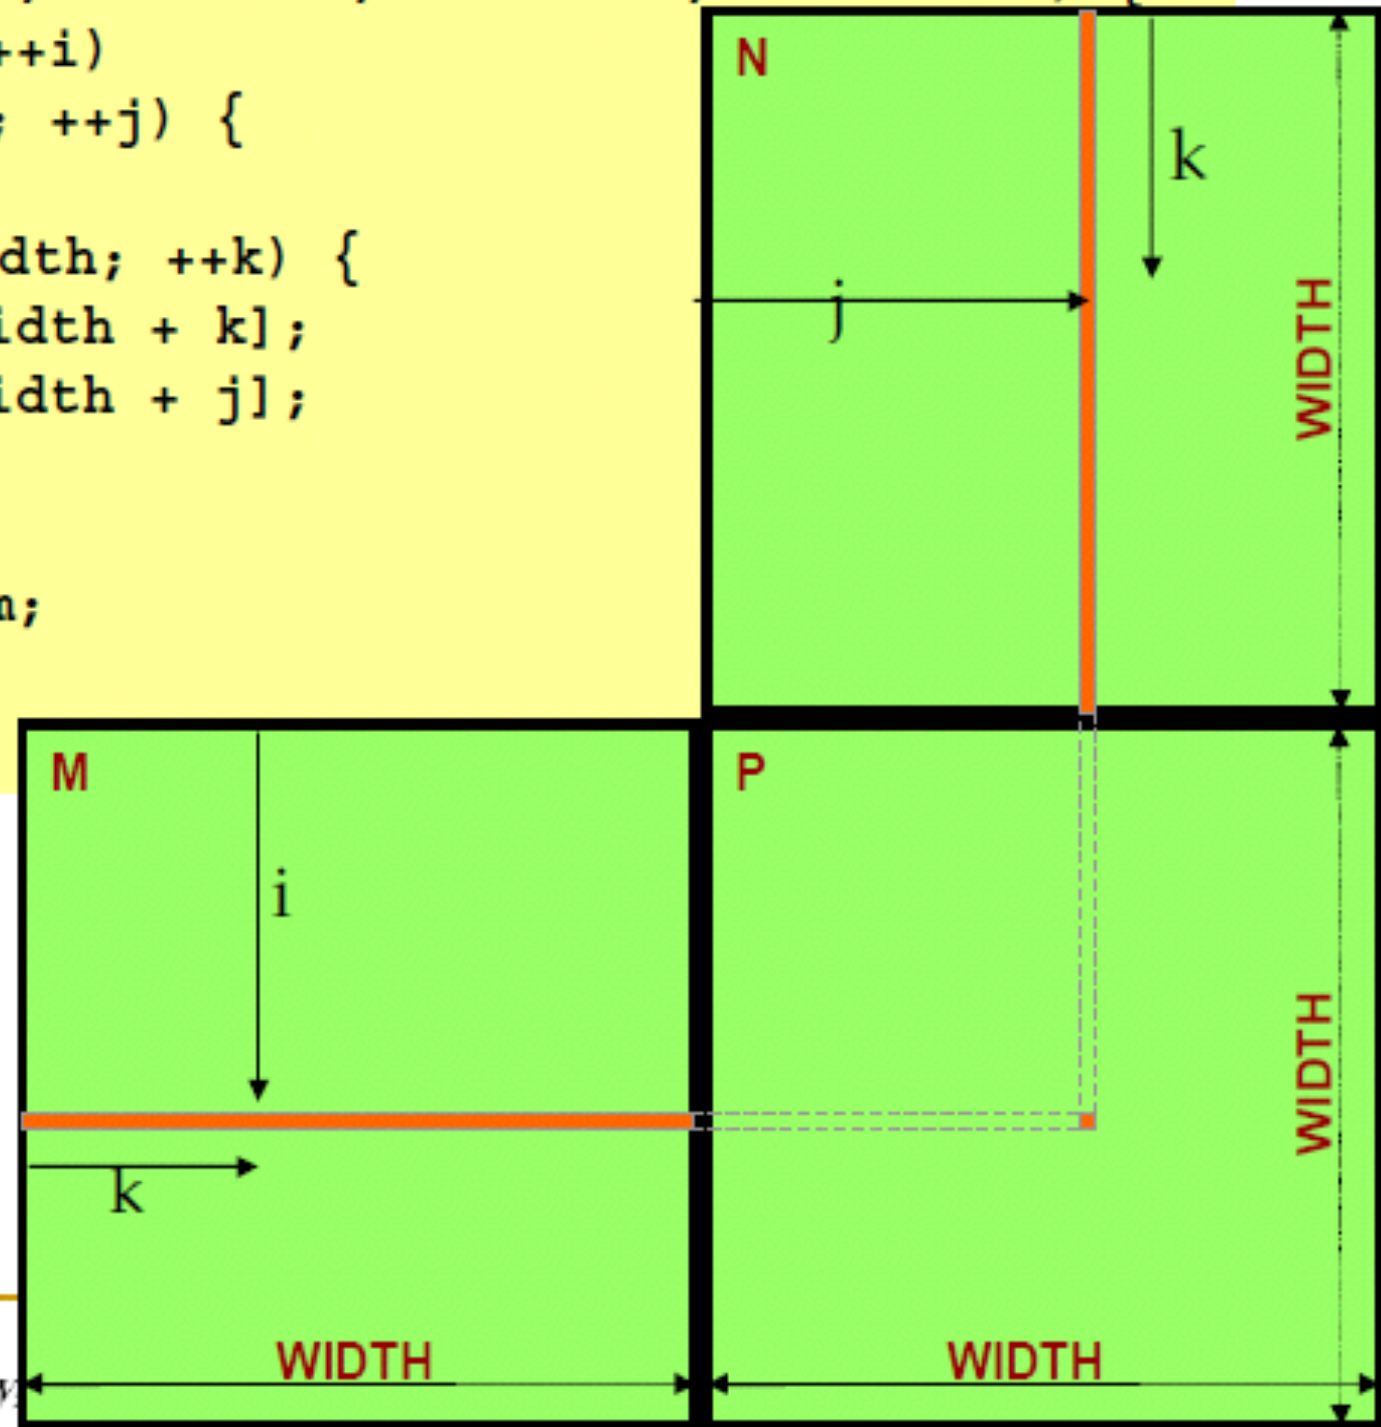 ++i)
; ++j) {
dth; ++k) {
idth + k];
idth + j];
;
N
k
j
WIDTH
M
i
k
WIDTH
P
WIDTH
WIDTH